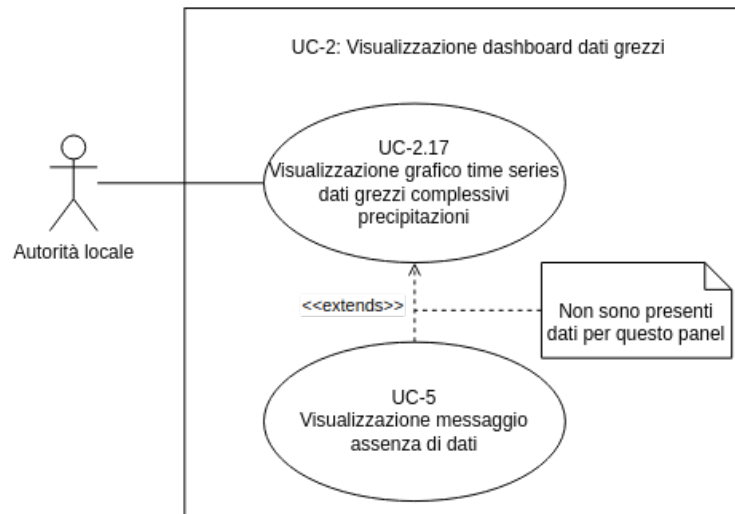 UC-2: Visualizzazione dashboard dati grezzi
UC-2.17
Visualizzazione grafico time series
dati grezzi complessivi
precipitazioni
Autorità locale
<<extends>>
Non sono presenti
dati per questo panel
UC-5
Visualizzazione messaggio
assenza di dati